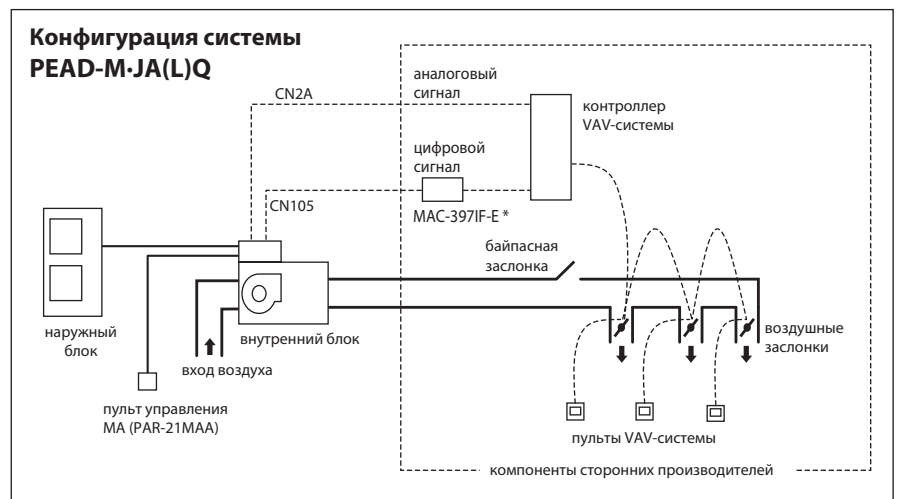 Конфигурация системы
PEAD-M·JA(L)Q
аналоговый
сигнал
CN2A
контроллер
VAV-системы
цифровой
сигнал
CN105
MAC-397IF-E *
байпасная
заслонка
наружный
блок
внутренний блок
воздушные
заслонки
вход воздуха
пульт управления
MA (PAR-21MAA)
пульты VAV-системы
компоненты сторонних производителей